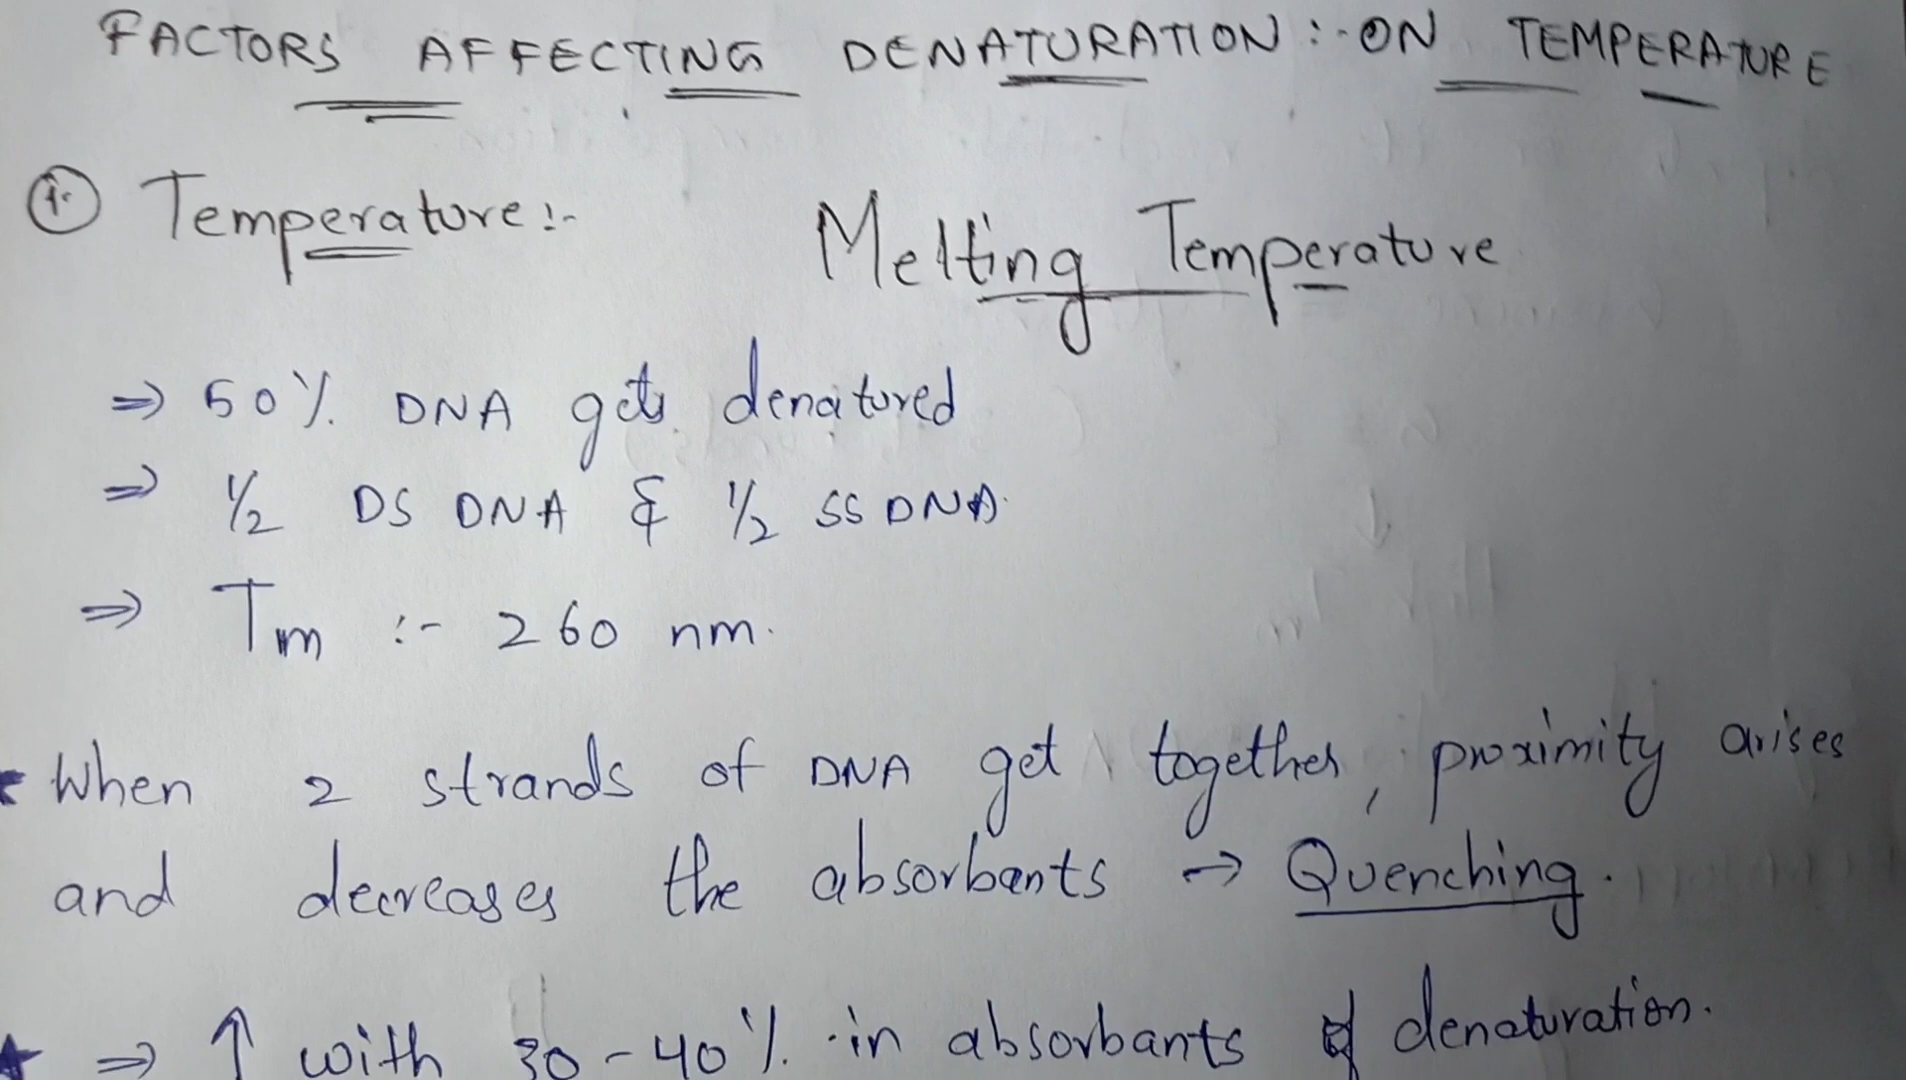 FACTORS AFFECTING DENATURATION :- ON TEMPERATURE
1. Temperature :- Melting Temperature
⇒ 50% DNA gets denatured
⇒ 1/2 DS DNA & 1/2 SS DNA.
⇒ Tm :- 260 nm.
* When 2 strands of DNA get together, proximity arises
and decreases the absorbants → Quenching.
* ⇒ ↑ with 30-40% in absorbants of denaturation.